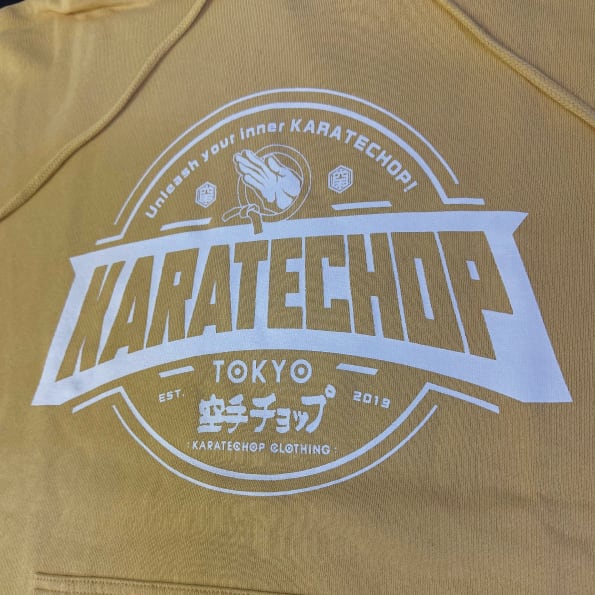 Unleash your inner KARATECHOP!
KARATECHOP
TOKYO
EST. 2019
空手チョップ
:KARATECHOP CLOTHING: